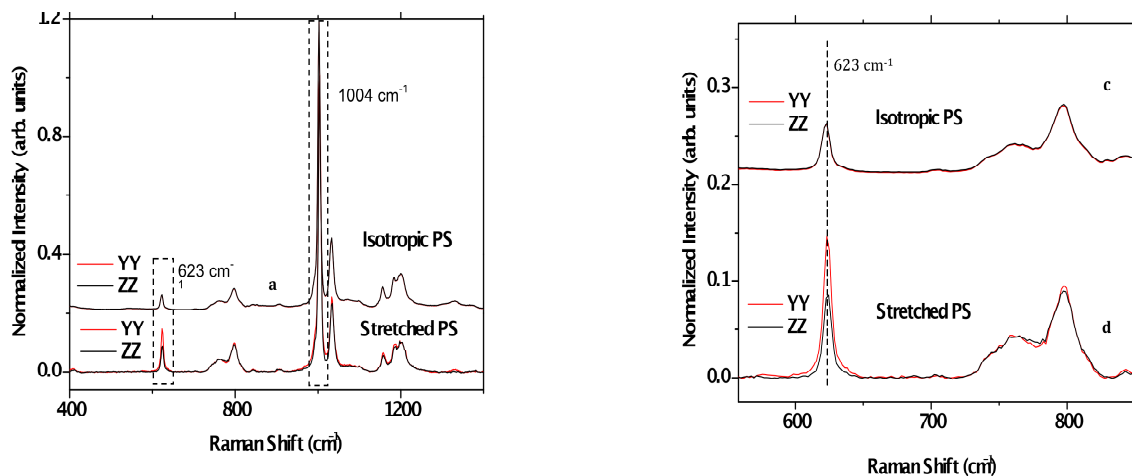 1.2
0.8
0.4
0.0
Normalized Intensity (arb. units)
1004 cm⁻¹
Isotropic PS
YY
ZZ
623 cm⁻
1
a
YY
ZZ
Stretched PS
400
800
1200
Raman Shift (cm⁻¹)
0.3
0.2
0.1
0.0
Normalized Intensity (arb. units)
623 cm⁻¹
c
YY
ZZ
Isotropic PS
YY
ZZ
Stretched PS
d
600
700
800
Raman Shift (cm⁻¹)